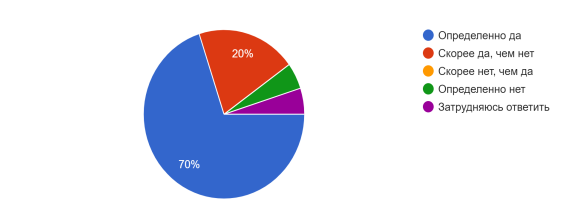 Определенно да
Скорее да, чем нет
Скорее нет, чем да
Определенно нет
Затрудняюсь ответить
20%
70%